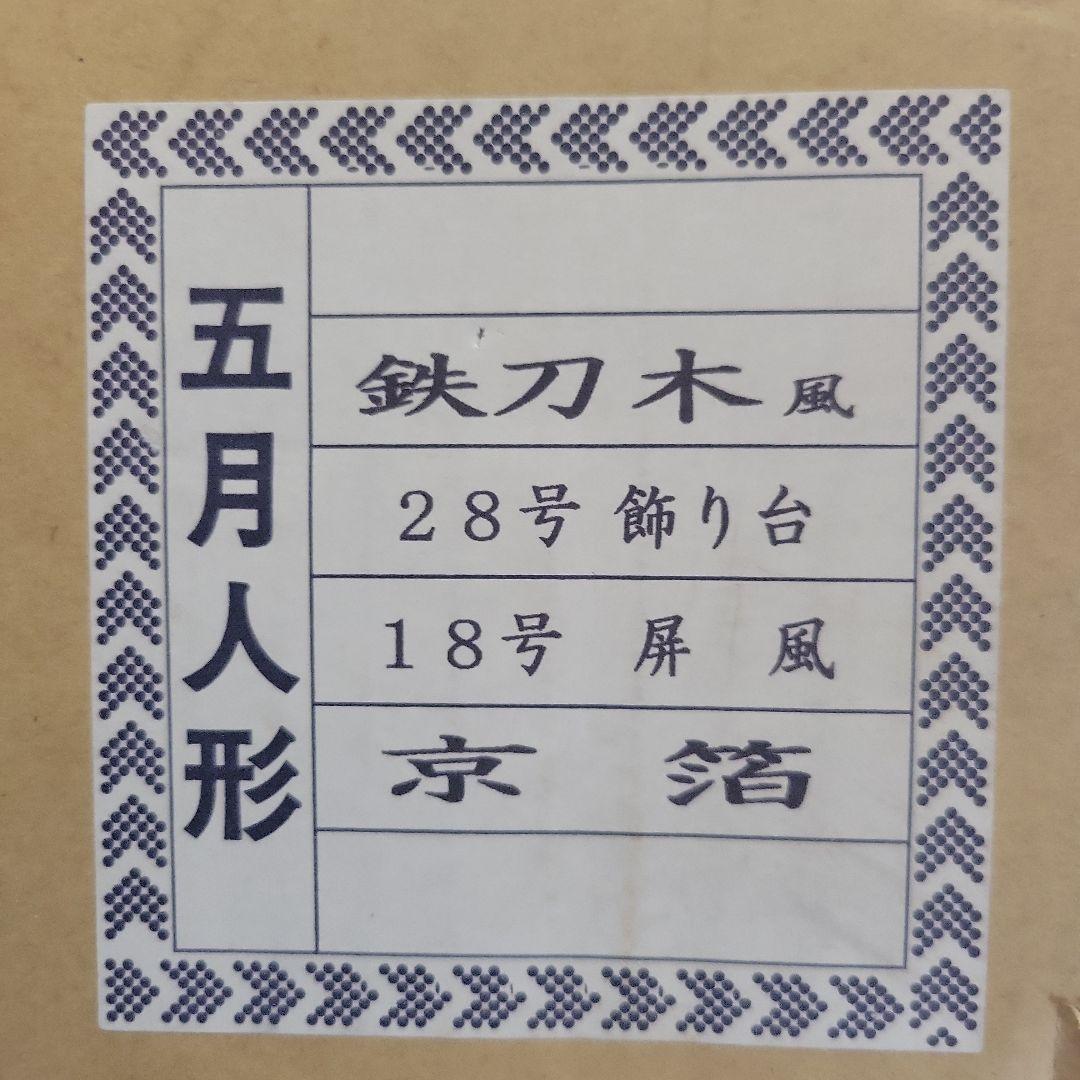 五月人形
鉄刀木風
28号 飾り台
18号 屏風
京箔